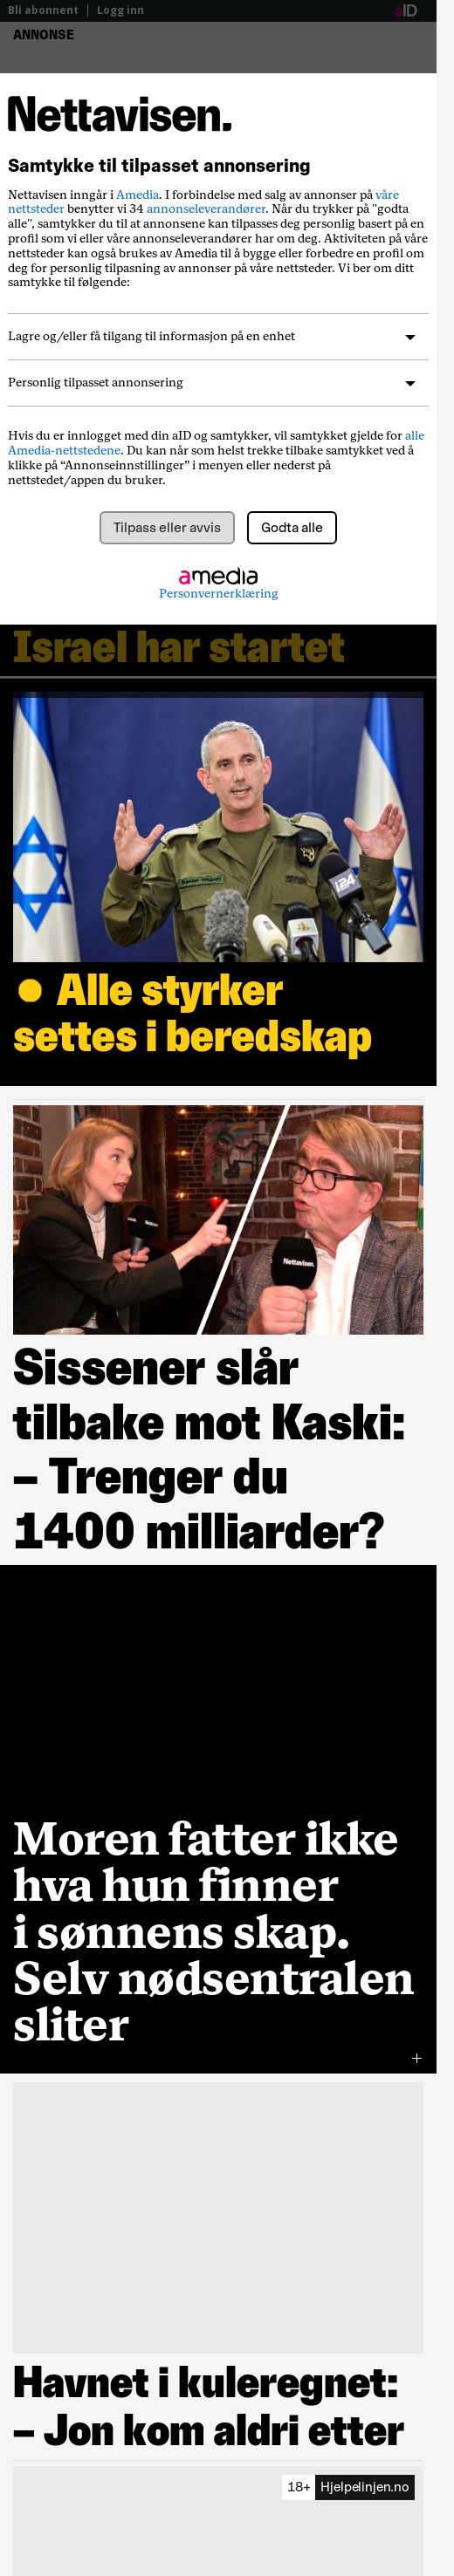 Bli abonnent | Logg inn
aID
ANNONSE
Nettavisen.
Samtykke til tilpasset annonsering
Nettavisen inngår i Amedia. I forbindelse med salg av annonser på våre
nettsteder benytter vi 34 annonseleverandører. Når du trykker på "godta
alle", samtykker du til at annonsene kan tilpasses deg personlig basert på en
profil som vi eller våre annonseleverandører har om deg. Aktiviteten på våre
nettsteder kan også brukes av Amedia til å bygge eller forbedre en profil om
deg for personlig tilpasning av annonser på våre nettsteder. Vi ber om ditt
samtykke til følgende:
Lagre og/eller få tilgang til informasjon på en enhet
Personlig tilpasset annonsering
Hvis du er innlogget med din aID og samtykker, vil samtykket gjelde for alle
Amedia-nettstedene. Du kan når som helst trekke tilbake samtykket ved å
klikke på “Annonseinnstillinger” i menyen eller nederst på
nettstedet/appen du bruker.
Tilpass eller avvis
Godta alle
amedia
Personvernerklæring
Israel har startet
i24
Alle styrker
settes i beredskap
Nettavisen.
Sissener slår
tilbake mot Kaski:
– Trenger du
1400 milliarder?
Moren fatter ikke
hva hun finner
i sønnens skap.
Selv nødsentralen
sliter
+
Havnet i kuleregnet:
– Jon kom aldri etter
18+ Hjelpelinjen.no